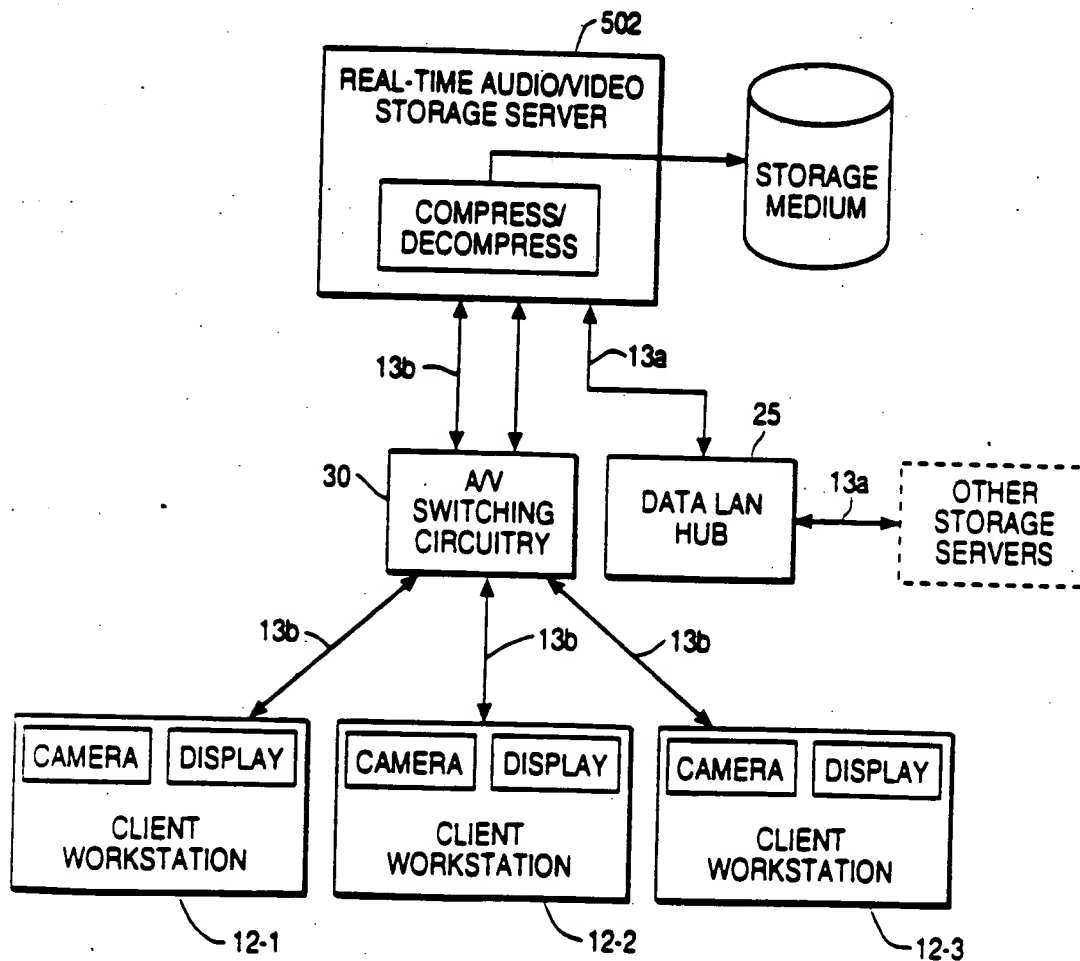 502
REAL-TIME AUDIO/VIDEO
STORAGE SERVER
COMPRESS/
DECOMPRESS
STORAGE
MEDIUM
13b
13a
25
30
A/V
SWITCHING
CIRCUITRY
DATA LAN
HUB
13a
OTHER
STORAGE
SERVERS
13b
13b
13b
CAMERA
DISPLAY
CLIENT
WORKSTATION
CAMERA
DISPLAY
CLIENT
WORKSTATION
CAMERA
DISPLAY
CLIENT
WORKSTATION
12-1
12-2
12-3